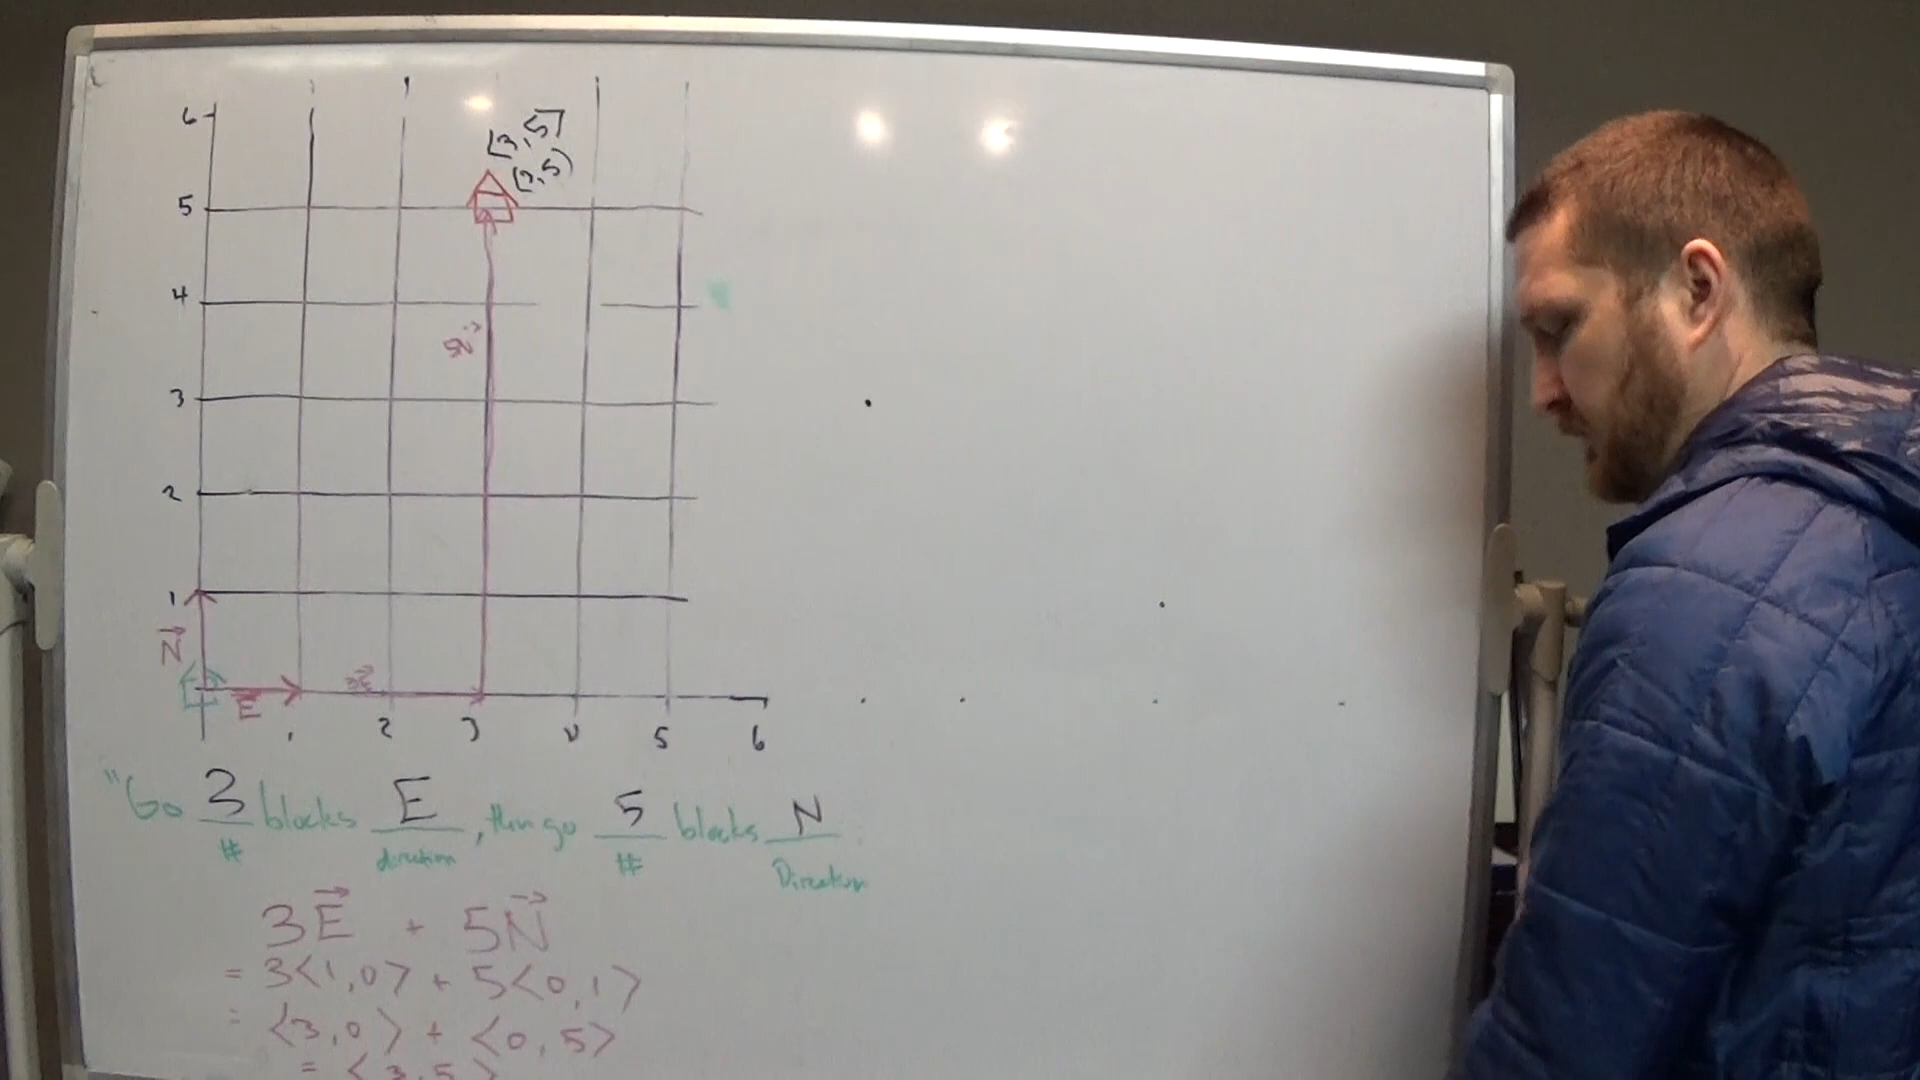 6
[3,5]
(3,5)
5
4
5N⃗
3
2
1
N⃗
E⃗ 3E⃗
1 2 3 4 5 6
"Go 3 blocks E, then go 5 blocks N
# direction # Direction
3E⃗ + 5N⃗
= 3<1,0> + 5<0,1>
= <3,0> + <0,5>
= <3,5>